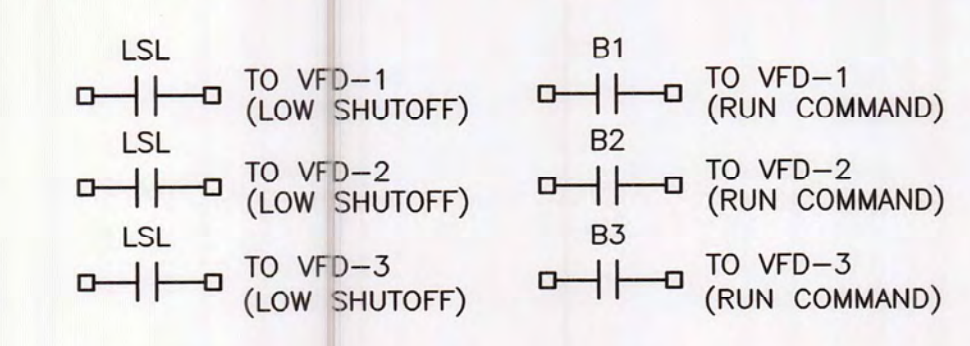 LSL
TO VFD-1
(LOW SHUTOFF)
LSL
TO VFD-2
(LOW SHUTOFF)
LSL
TO VFD-3
(LOW SHUTOFF)
B1
TO VFD-1
(RUN COMMAND)
B2
TO VFD-2
(RUN COMMAND)
B3
TO VFD-3
(RUN COMMAND)